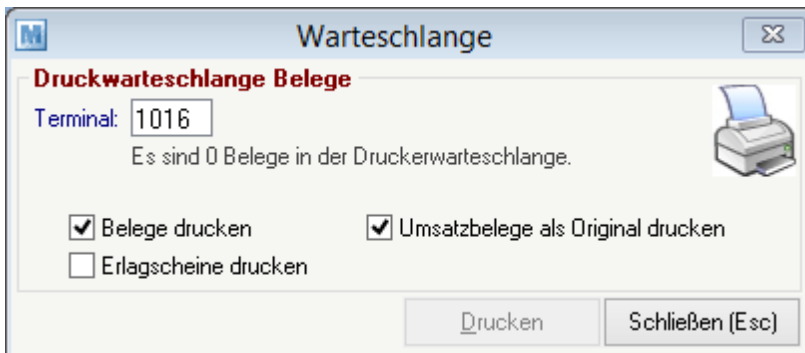 M Warteschlange
Druckwarteschlange Belege
Terminal: 1016
Es sind 0 Belege in der Druckerwarteschlange.
Belege drucken Umsatzbelege als Original drucken
Erlagscheine drucken
Drucken Schließen (Esc)